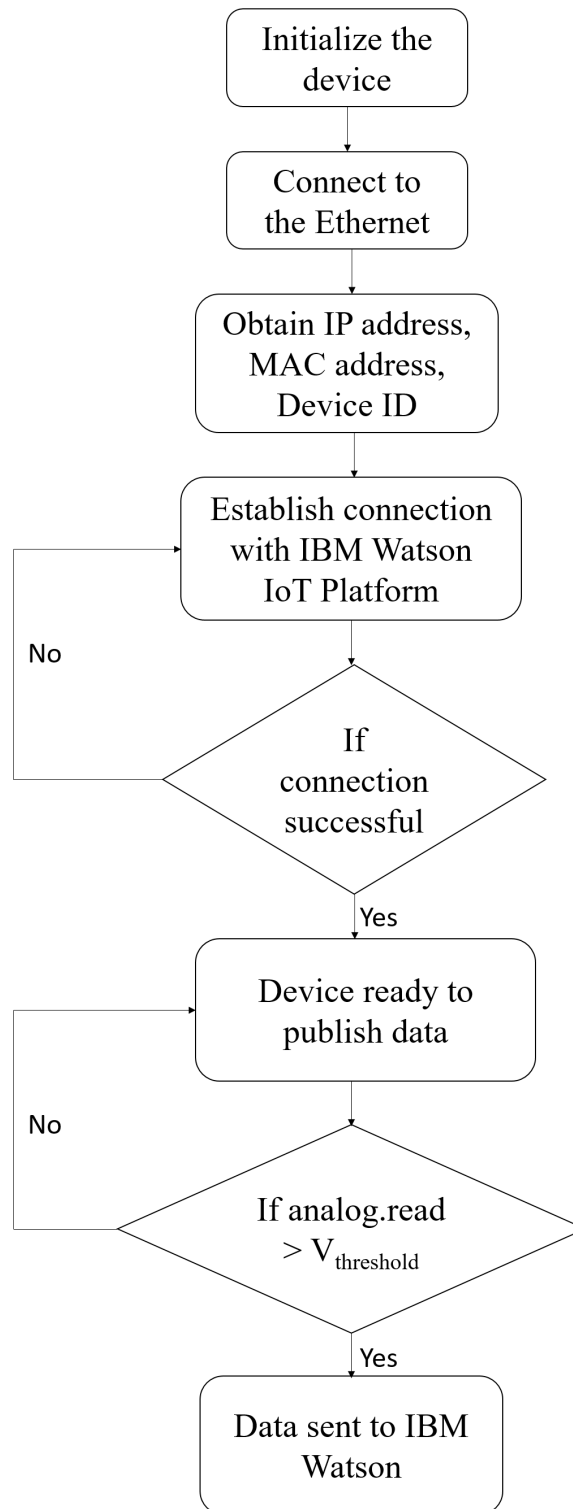 Initialize the
device
Connect to
the Ethernet
Obtain IP address,
MAC address,
Device ID
Establish connection
with IBM Watson
IoT Platform
No
If
connection
successful
Yes
Device ready to
publish data
No
If analog.read
> Vthreshold
Yes
Data sent to IBM
Watson